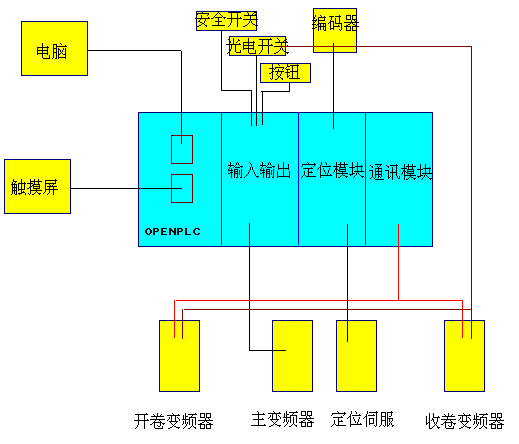 安全开关
编码器
电脑
光电开关
按钮
触摸屏
输入输出
定位模块
通讯模块
OPENPLC
开卷变频器
主变频器
定位伺服
收卷变频器